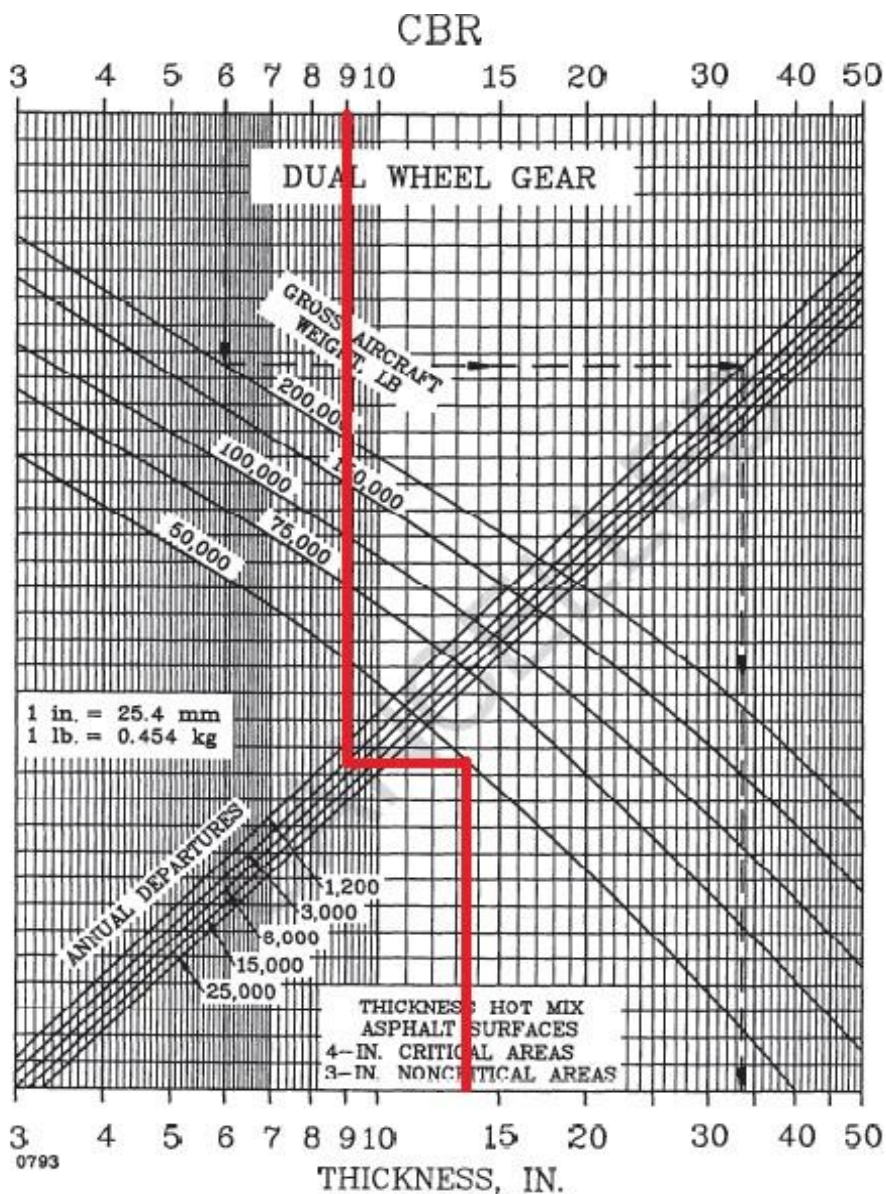 CBR
3 4 5 6 7 8 9 10 15 20 30 40 50
DUAL WHEEL GEAR
GROSS AIRCRAFT
WEIGHT, LB
200,000
100,000
75,000
50,000
1 in. = 25.4 mm
1 lb. = 0.454 kg
ANNUAL DEPARTURES
1,200
3,000
6,000
15,000
25,000
THICKNESS HOT MIX
ASPHALT SURFACES
4-IN. CRITICAL AREAS
3-IN. NONCRITICAL AREAS
3 4 5 6 7 8 9 10 15 20 30 40 50
0793
THICKNESS, IN.